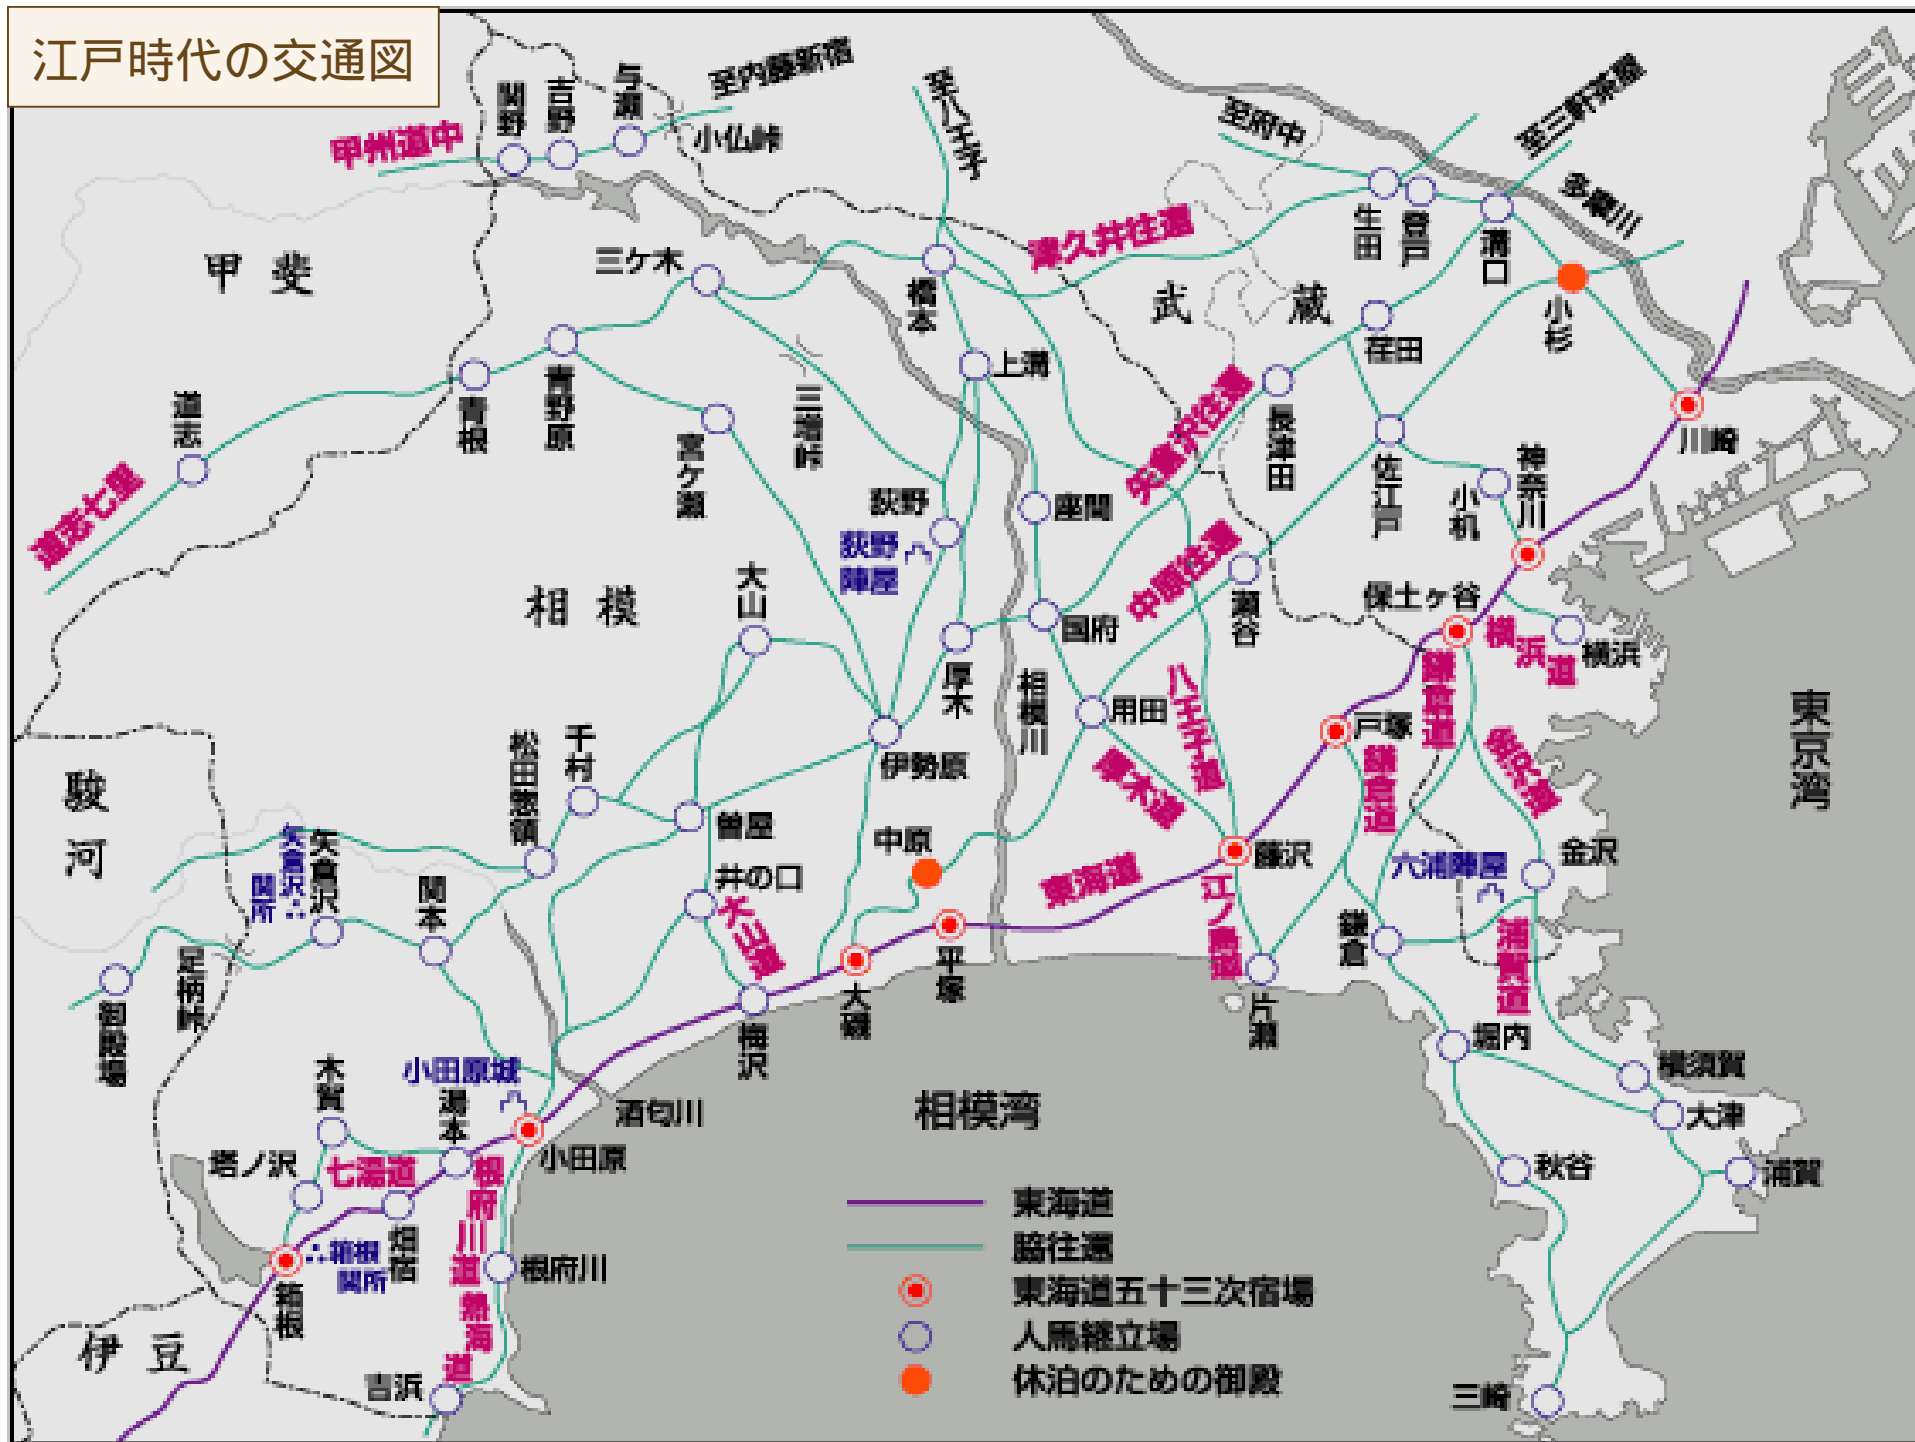 江戸時代の交通図
関野
吉野
与瀬
至内藤新宿
小仏峠
甲州道中
至八王子
至府中
至三軒茶屋
多摩川
生田
登戸
溝口
小杉
川崎
津久井往還
甲斐
武蔵
三ケ木
橋本
上溝
荏田
長津田
佐江戸
小机
神奈川
道志
青根
青野原
宮ケ瀬
三増峠
道志七里
矢倉沢往還
荻野
荻野
陣屋
座間
中原往還
瀬谷
保土ヶ谷
横浜道
横浜
相模
大山
厚木
国府
相模川
用田
八王子道
戸塚
鎌倉道
鎌倉道
金沢道
東京湾
駿河
松田惣領
千村
伊勢原
曽屋
井の口
中原
厚木道
藤沢
東海道
江ノ島道
六浦陣屋
金沢
浦賀道
矢倉沢
関所
矢倉沢
関本
大山道
足柄峠
御殿場
梅沢
大磯
平塚
片瀬
鎌倉
堀内
横須賀
大津
浦賀
秋谷
三崎
木賀
湯本
小田原城
小田原
酒匂川
相模湾
塔ノ沢
七湯道
畑宿
箱根
関所
箱根
根府川道
根府川
熱海道
吉浜
伊豆
東海道
脇往還
東海道五十三次宿場
人馬継立場
休泊のための御殿